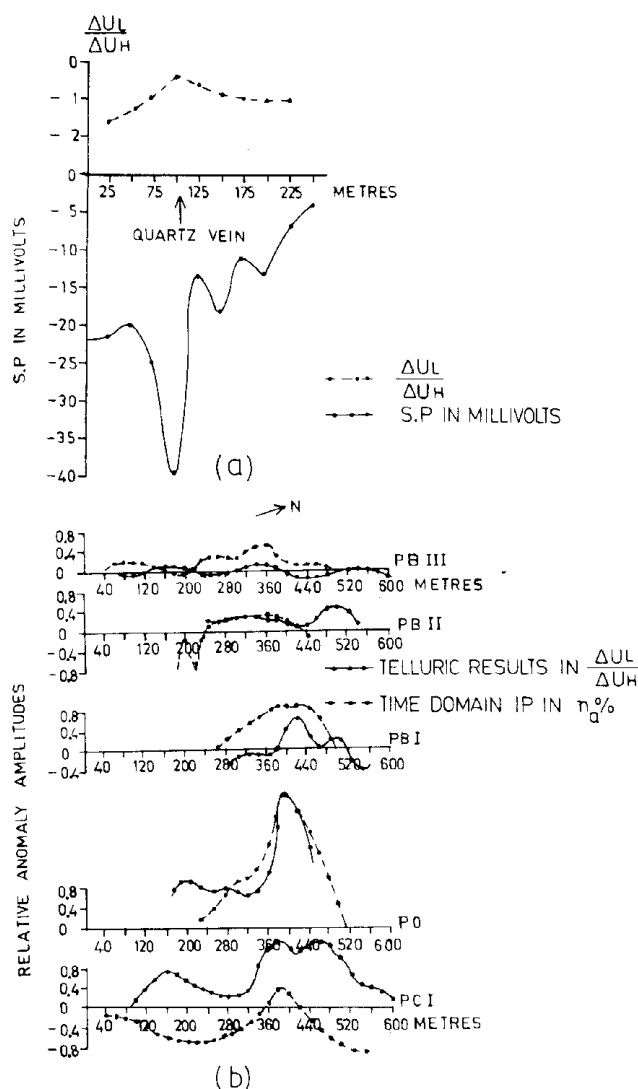 ΔUL
ΔUH
0
– 1
– 2
0
25 75 125 175 225 METRES
– 5
QUARTZ VEIN
–10
–15
–20
–25
–30
–35
–40
S.P IN MILLIVOLTS
ΔUL
ΔUH
S.P IN MILLIVOLTS
(a)
N
0.8
0.4
0
PB III
40 120 200 280 360 440 520 600
METRES
0.8
0.4
0
–0.4
–0.8
PB II
40 120 200 280 360 440 520 600
TELLURIC RESULTS IN ΔUL
ΔUH
TIME DOMAIN IP IN ηa%
0.8
0.4
0
–0.4
PB I
40 120 200 280 360 440 520 600
RELATIVE ANOMALY AMPLITUDES
0.8
0.4
0
P0
40 120 200 280 360 440 520 600
0.8
0.4
0
–0.4
–0.8
PC I
40 120 200 280 360 440 520 600
METRES
(b)